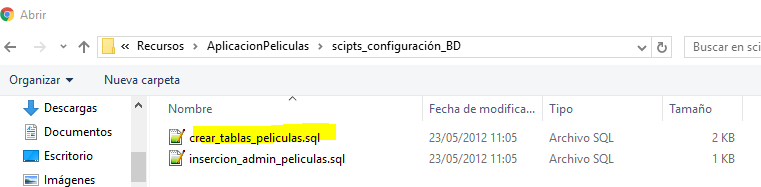 Abrir
« Recursos › AplicacionPeliculas › scipts_configuración_BD
Buscar en sci
Organizar Nueva carpeta
Descargas
Documentos
Escritorio
Imágenes
Nombre Fecha de modifica... Tipo Tamaño
crear_tablas_peliculas.sql 23/05/2012 11:05 Archivo SQL 2 KB
insercion_admin_peliculas.sql 23/05/2012 11:05 Archivo SQL 1 KB